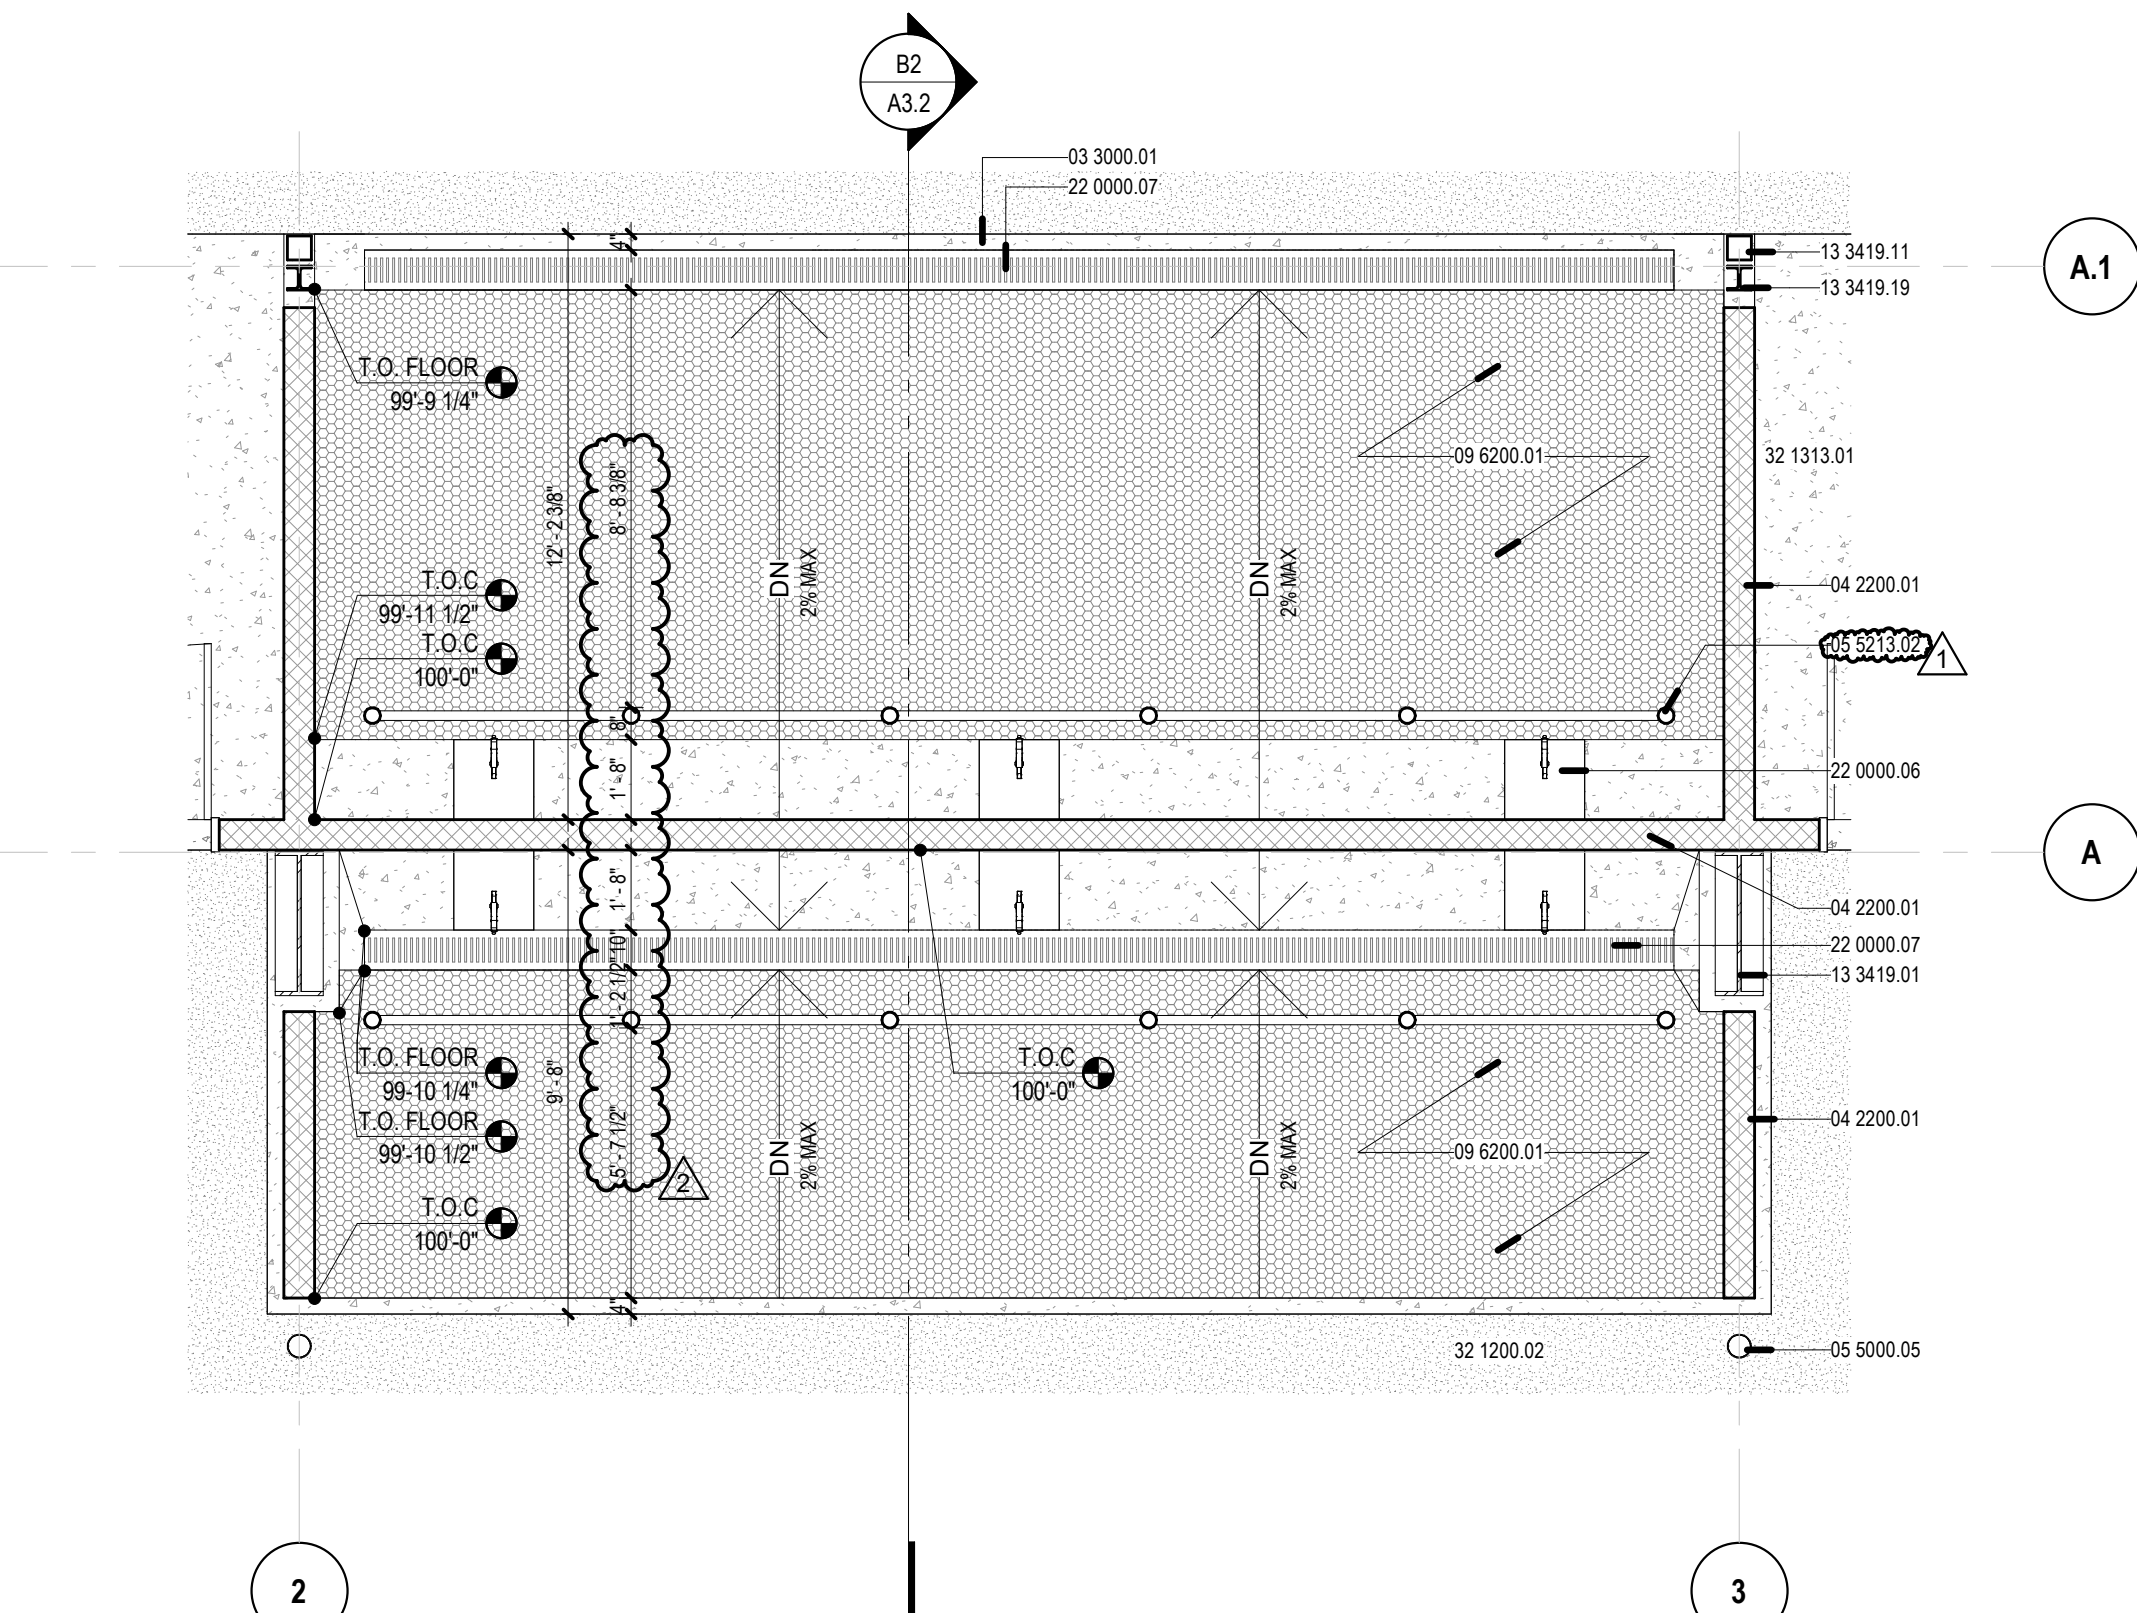 B2
A3.2
03 3000.01
22 0000.07
4"
13 3419.11
A.1
13 3419.19
T.O. FLOOR
99'-9 1/4"
12' - 2 3/8"
8' - 8 3/8"
09 6200.01
32 1313.01
DN
2% MAX
DN
2% MAX
T.O.C
99'-11 1/2"
04 2200.01
T.O.C
100'-0"
05 5213.02
1
8"
1' - 8"
22 0000.06
A
1' - 8"
04 2200.01
10"
22 0000.07
1' - 2 1/2"
13 3419.01
T.O. FLOOR
99-10 1/4"
9' - 8"
T.O.C
100'-0"
T.O. FLOOR
99'-10 1/2"
5' - 7 1/2"
2
DN
2% MAX
DN
2% MAX
09 6200.01
04 2200.01
T.O.C
100'-0"
4"
32 1200.02
05 5000.05
2
3